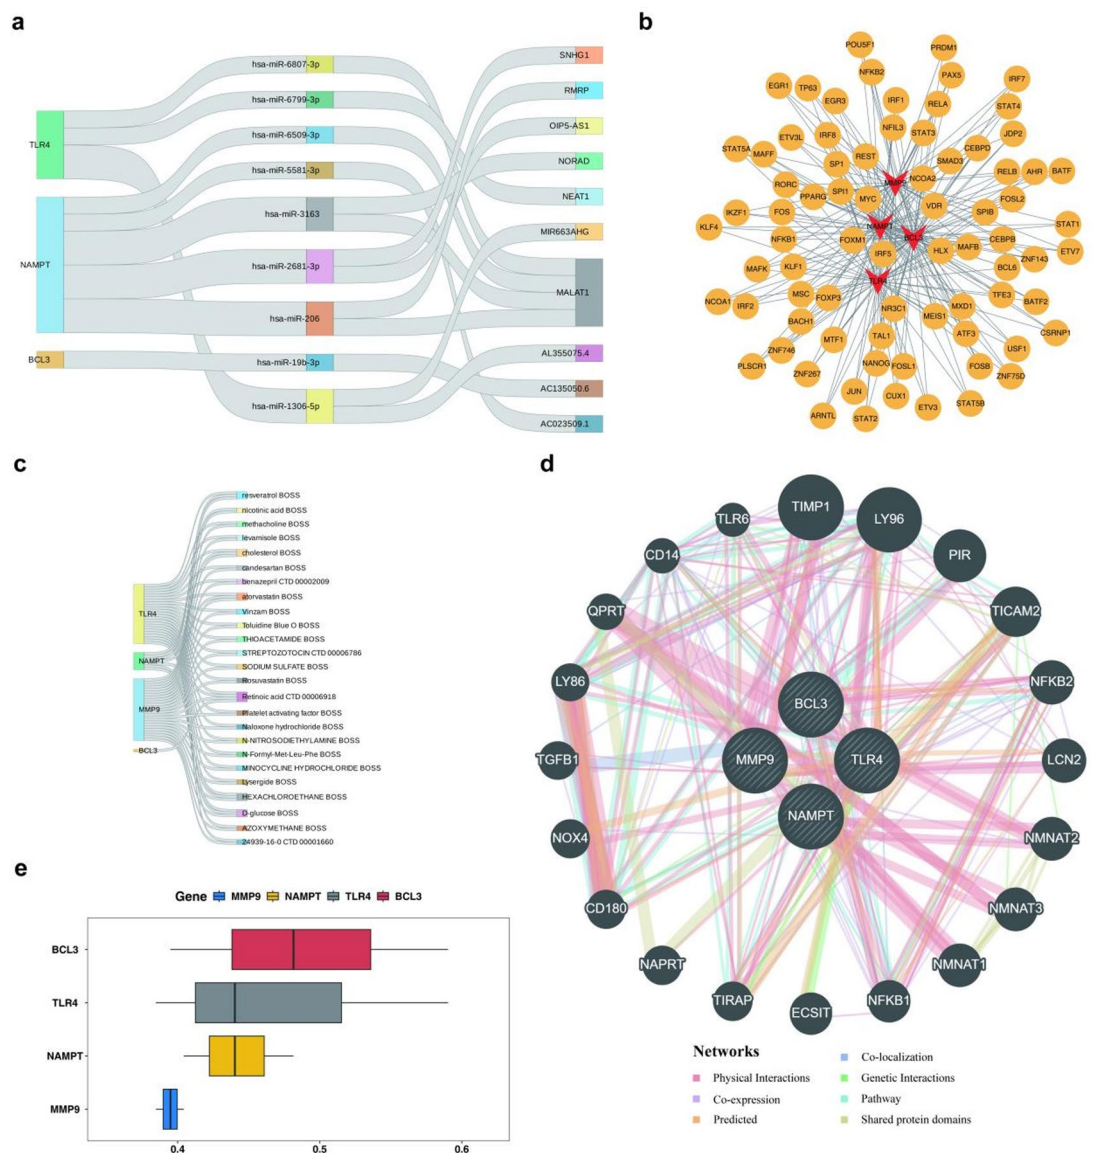 a
TLR4
NAMPT
BCL3
hsa-miR-6807-3p
hsa-miR-6799-3p
hsa-miR-6509-3p
hsa-miR-5581-3p
hsa-miR-3163
hsa-miR-2681-3p
hsa-miR-206
hsa-miR-19b-3p
hsa-miR-1306-5p
SNHG1
RMRP
OIP5-AS1
NORAD
NEAT1
MIR663AHG
MALAT1
AL355075.4
AC135050.6
AC023509.1
b
POU5F1
PRDM1
NFKB2
PAX5
IRF7
EGR1
TP63
EGR3
IRF1
RELA
STAT4
NFIL3
STAT3
JDP2
ETV3L
IRF8
CEBPD
STAT5A
MAFF
REST
SMAD3
SP1
NCOA2
RELB
AHR
BATF
RORC
PPARG
SPI1
MMP9
MYC
VDR
SPIB
FOSL2
IKZF1
FOS
KLF4
NAMPT
STAT1
NFKB1
FOXM1
BCL3
CEBPB
IRF5
HLX
MAFB
ZNF143
ETV7
MAFK
KLF1
BCL6
TLR4
NCOA1
IRF2
MSC
FOXP3
NR3C1
MXD1
TFE3
BATF2
BACH1
MEIS1
MTF1
TAL1
ATF3
CSRNP1
ZNF746
USF1
PLSCR1
ZNF267
NANOG
FOSL1
FOSB
ZNF75D
JUN
CUX1
ETV3
STAT5B
ARNTL
STAT2
c
TLR4
NAMPT
MMP9
BCL3
resveratrol BOSS
nicotinic acid BOSS
methacholine BOSS
levamisole BOSS
cholesterol BOSS
candesartan BOSS
benazepril CTD 00002009
atorvastatin BOSS
Vinzam BOSS
Toluidine Blue O BOSS
THIOACETAMIDE BOSS
STREPTOZOTOCIN CTD 00006786
SODIUM SULFATE BOSS
Rosuvastatin BOSS
Retinoic acid CTD 00006918
Platelet activating factor BOSS
Naloxone hydrochloride BOSS
N-NITROSODIETHYLAMINE BOSS
N-Formyl-Met-Leu-Phe BOSS
MINOCYCLINE HYDROCHLORIDE BOSS
Lysergide BOSS
HEXACHLOROETHANE BOSS
D-glucose BOSS
AZOXYMETHANE BOSS
24939-16-0 CTD 00001660
d
TIMP1
TLR6
LY96
CD14
PIR
QPRT
TICAM2
LY86
BCL3
NFKB2
TGFB1
MMP9
TLR4
LCN2
NAMPT
NOX4
NMNAT2
CD180
NMNAT3
NAPRT
NMNAT1
TIRAP
ECSIT
NFKB1
Networks
Physical Interactions
Co-expression
Predicted
Co-localization
Genetic Interactions
Pathway
Shared protein domains
e
Gene MMP9 NAMPT TLR4 BCL3
BCL3
TLR4
NAMPT
MMP9
0.4 0.5 0.6